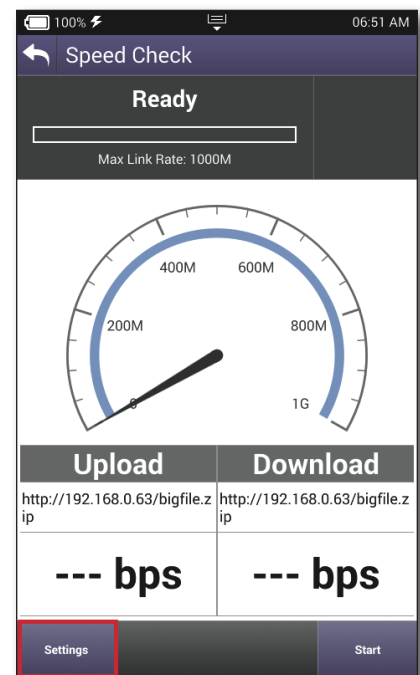 100% 06:51 AM
Speed Check
Ready
Max Link Rate: 1000M
400M 600M
200M 800M
0 1G
Upload Download
http://192.168.0.63/bigfile.z http://192.168.0.63/bigfile.z
ip ip
--- bps --- bps
Settings Start